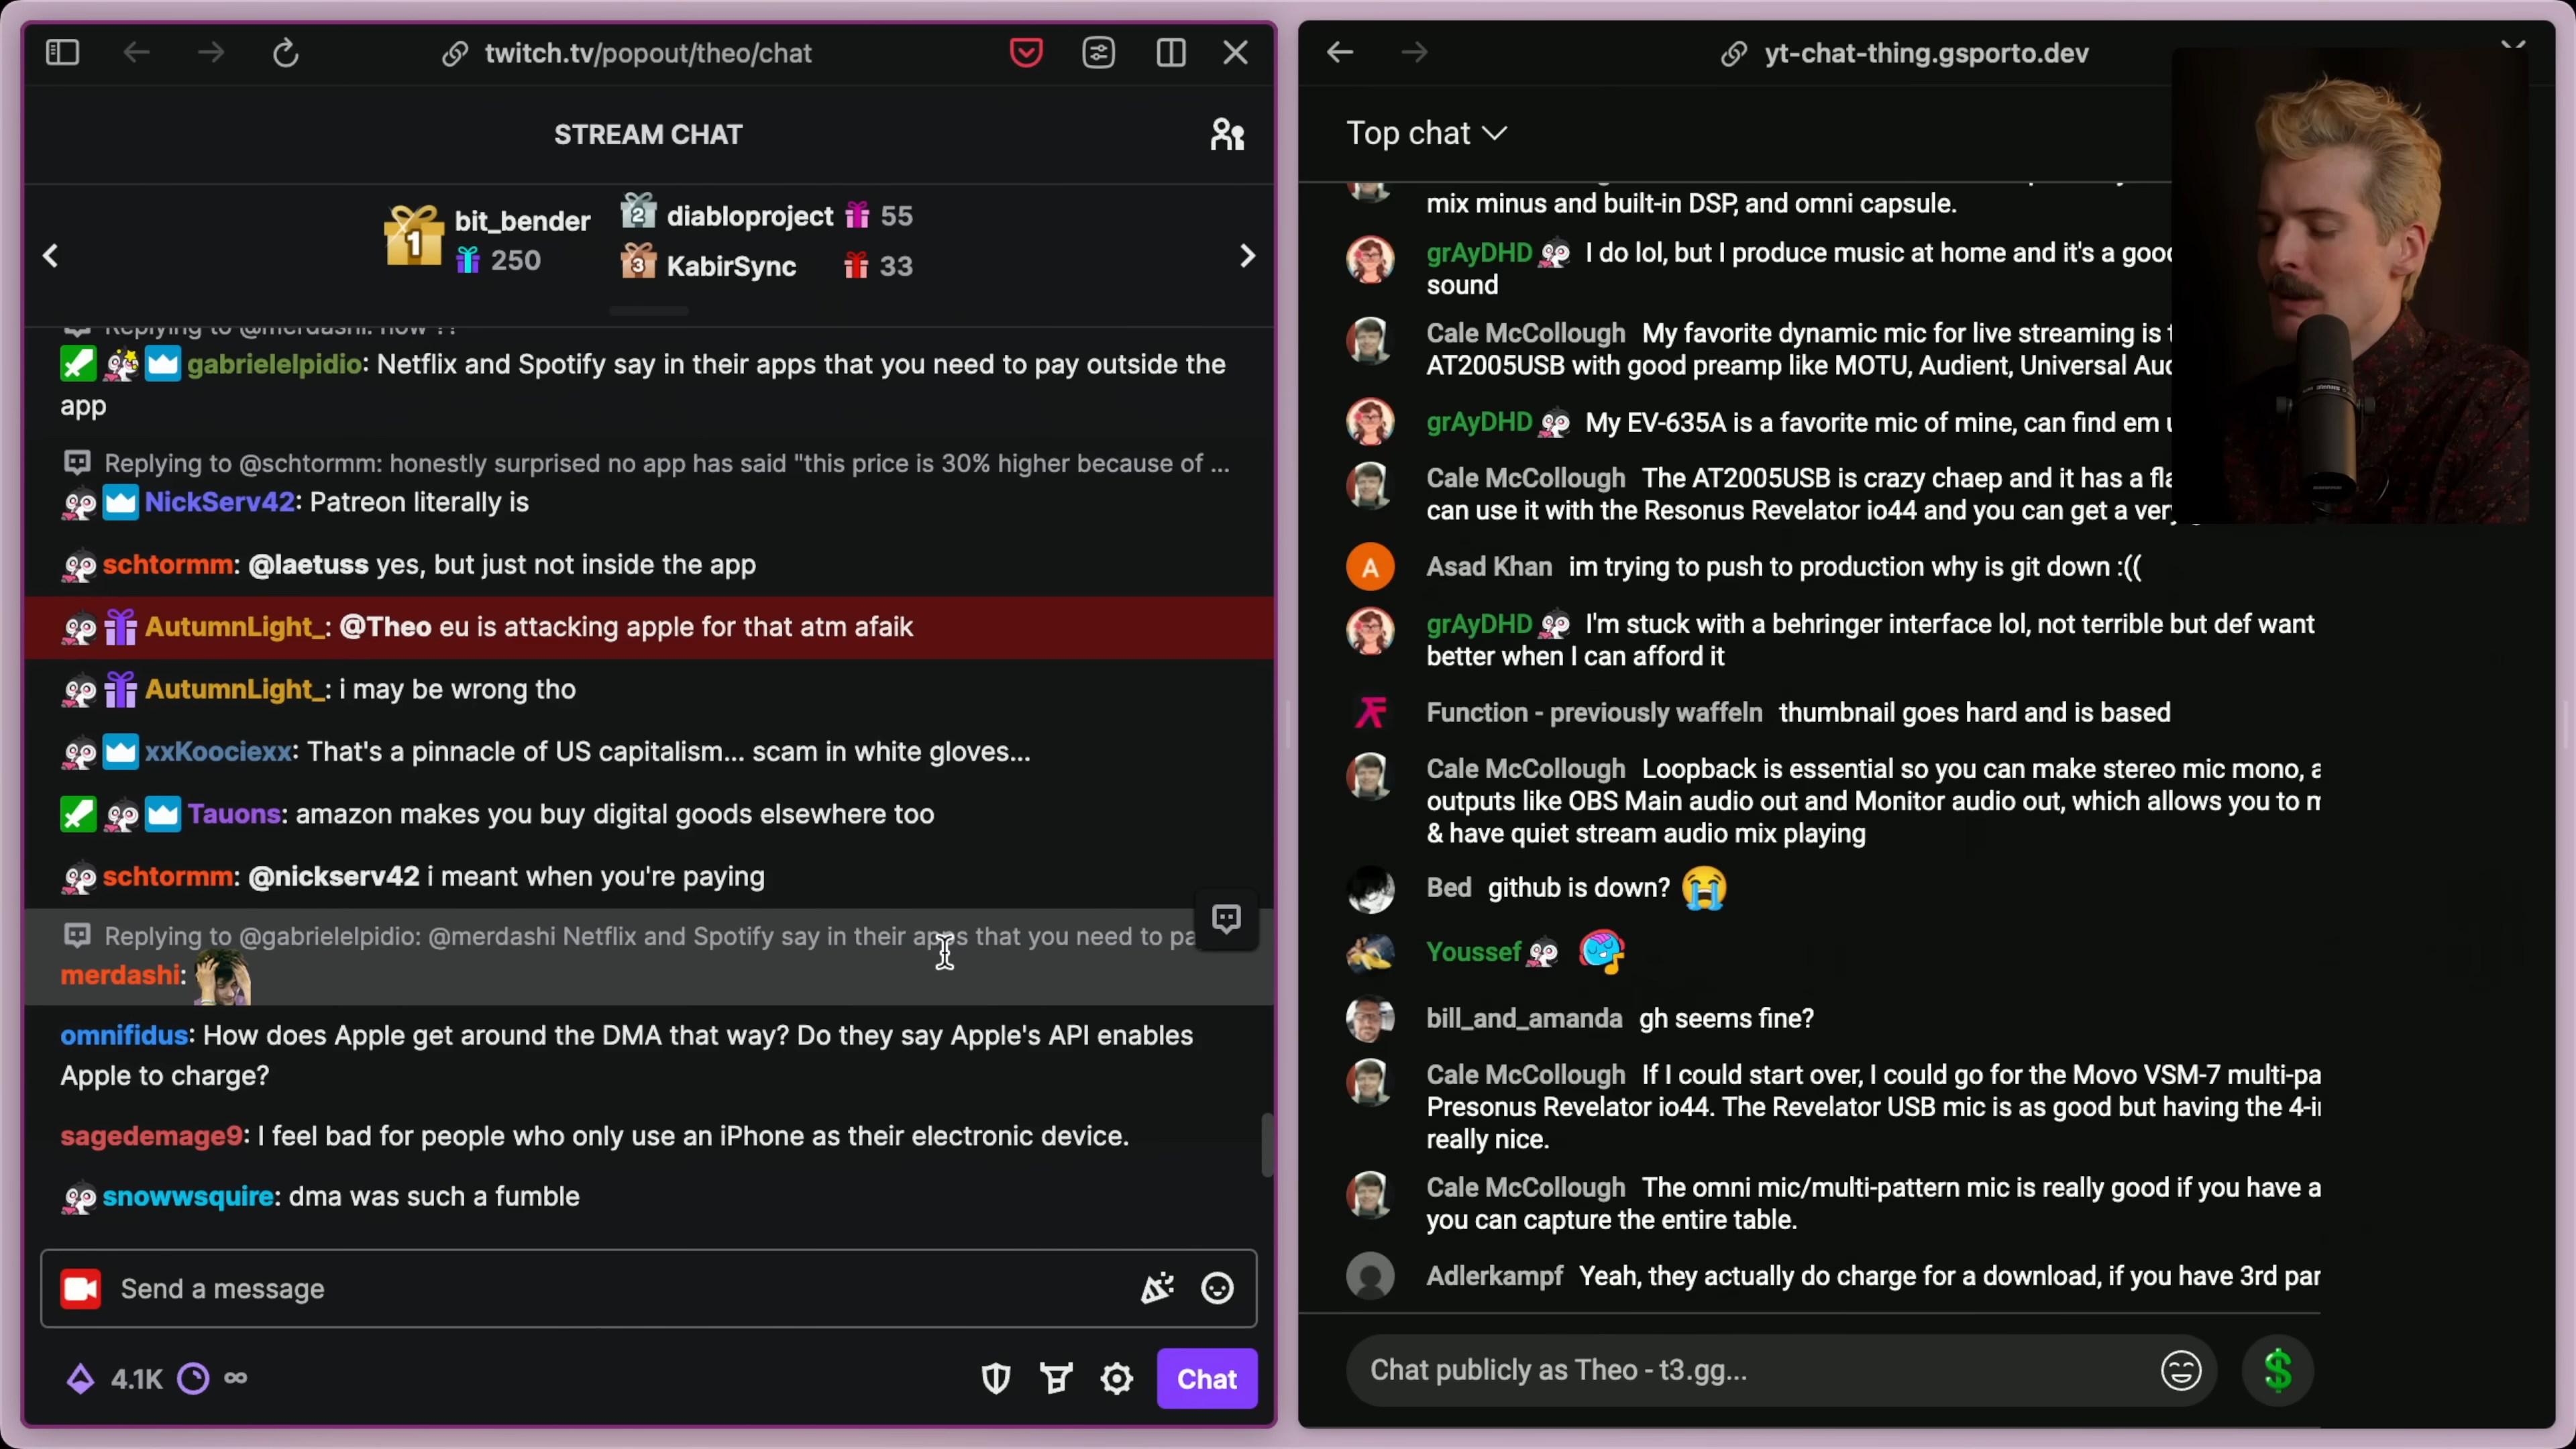 twitch.tv/popout/theo/chat
STREAM CHAT
1
bit_bender
250
2 diabloproject 55
3 KabirSync 33
Replying to @merdashi: how ??
gabrielelpidio: Netflix and Spotify say in their apps that you need to pay outside the
app
Replying to @schtormm: honestly surprised no app has said "this price is 30% higher because of ...
NickServ42: Patreon literally is
schtormm: @laetuss yes, but just not inside the app
AutumnLight_: @Theo eu is attacking apple for that atm afaik
AutumnLight_: i may be wrong tho
xxKoociexx: That's a pinnacle of US capitalism... scam in white gloves...
Tauons: amazon makes you buy digital goods elsewhere too
schtormm: @nickserv42 i meant when you're paying
Replying to @gabrielelpidio: @merdashi Netflix and Spotify say in their apps that you need to pa
merdashi:
omnifidus: How does Apple get around the DMA that way? Do they say Apple's API enables
Apple to charge?
sagedemage9: I feel bad for people who only use an iPhone as their electronic device.
snowwsquire: dma was such a fumble
Send a message
4.1K ∞
Chat
yt-chat-thing.gsporto.dev
Top chat
mix minus and built-in DSP, and omni capsule.
grAyDHD I do lol, but I produce music at home and it's a good
sound
Cale McCollough My favorite dynamic mic for live streaming is t
AT2005USB with good preamp like MOTU, Audient, Universal Aud
grAyDHD My EV-635A is a favorite mic of mine, can find em u
Cale McCollough The AT2005USB is crazy chaep and it has a fla
can use it with the Resonus Revelator io44 and you can get a very
A
Asad Khan im trying to push to production why is git down :((
grAyDHD I'm stuck with a behringer interface lol, not terrible but def want
better when I can afford it
Function - previously waffeln thumbnail goes hard and is based
Cale McCollough Loopback is essential so you can make stereo mic mono, a
outputs like OBS Main audio out and Monitor audio out, which allows you to m
& have quiet stream audio mix playing
Bed github is down?
Youssef
bill_and_amanda gh seems fine?
Cale McCollough If I could start over, I could go for the Movo VSM-7 multi-pa
Presonus Revelator io44. The Revelator USB mic is as good but having the 4-i
really nice.
Cale McCollough The omni mic/multi-pattern mic is really good if you have a
you can capture the entire table.
Adlerkampf Yeah, they actually do charge for a download, if you have 3rd par
Chat publicly as Theo - t3.gg...